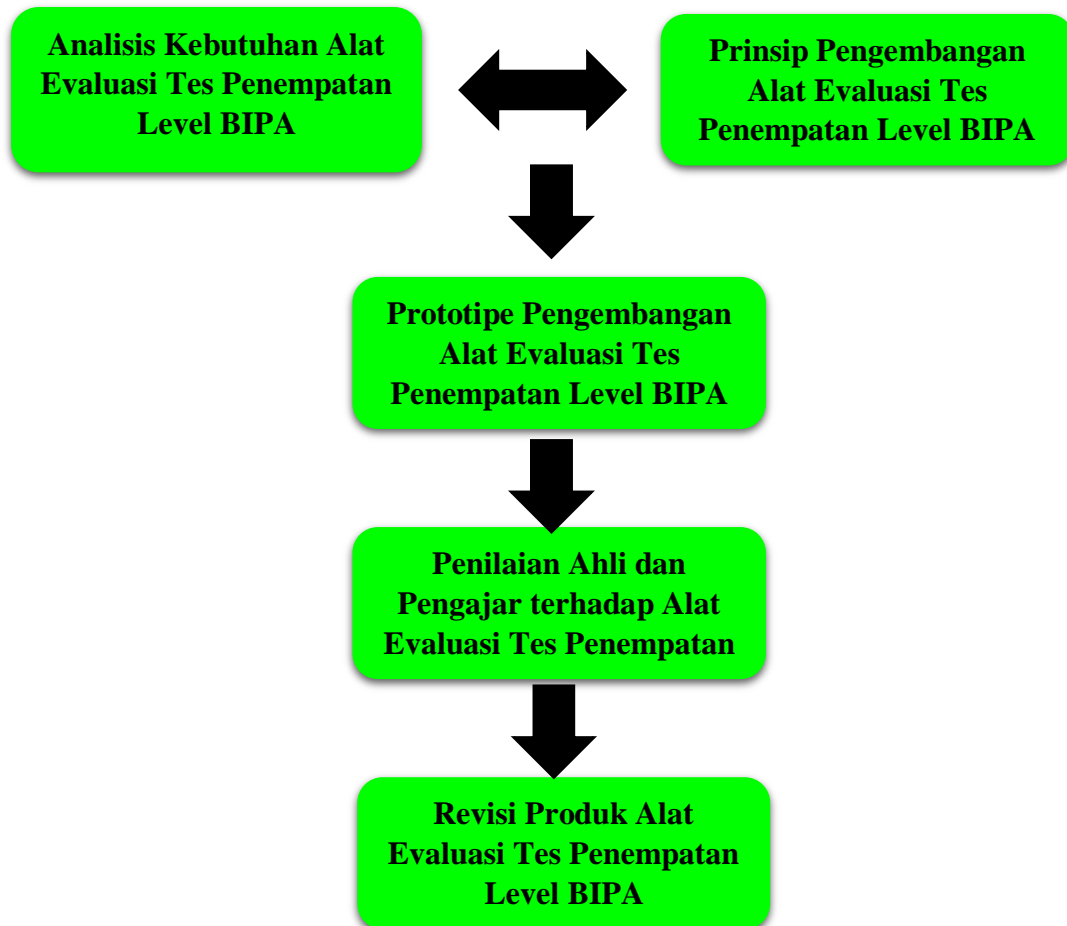 Analisis Kebutuhan Alat
Evaluasi Tes Penempatan
Level BIPA
Prinsip Pengembangan
Alat Evaluasi Tes
Penempatan Level BIPA
Prototipe Pengembangan
Alat Evaluasi Tes
Penempatan Level BIPA
Penilaian Ahli dan
Pengajar terhadap Alat
Evaluasi Tes Penempatan
Revisi Produk Alat
Evaluasi Tes Penempatan
Level BIPA